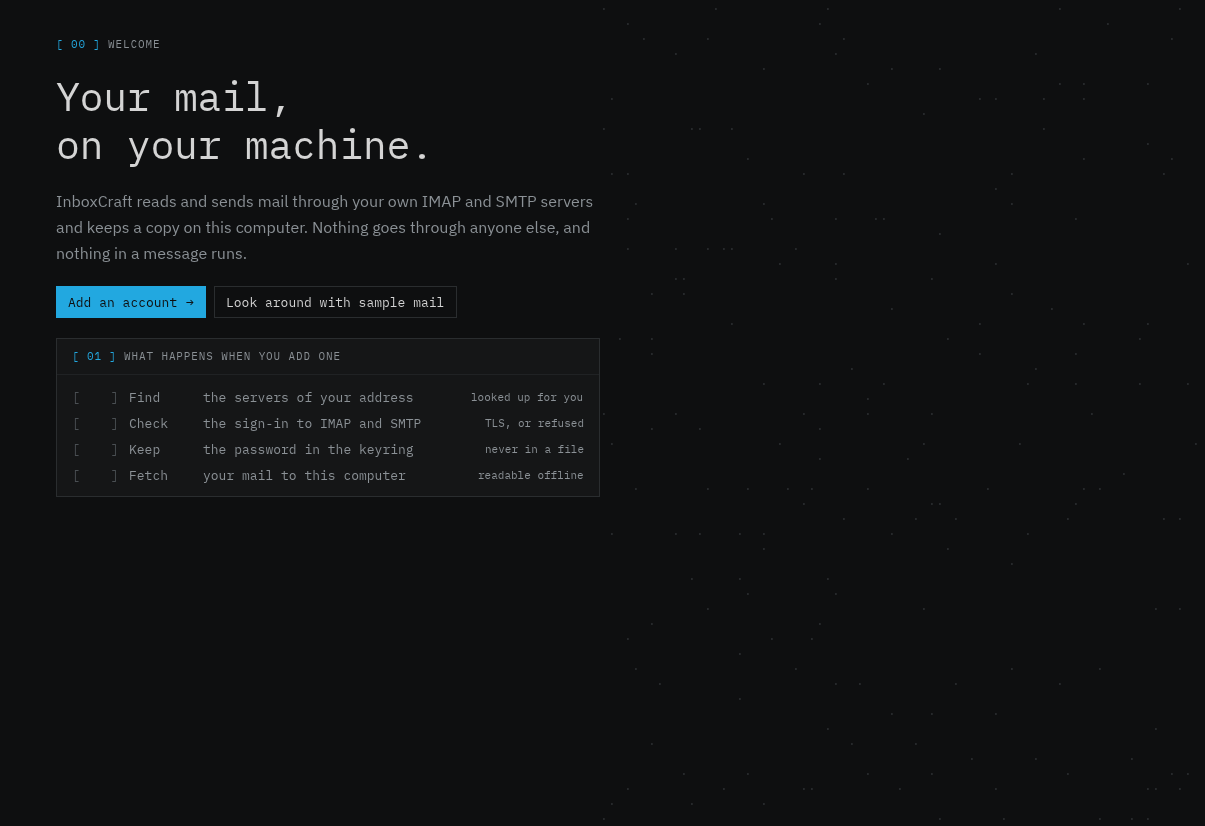 [ 00 ] WELCOME
Your mail,
on your machine.
InboxCraft reads and sends mail through your own IMAP and SMTP servers
and keeps a copy on this computer. Nothing goes through anyone else, and
nothing in a message runs.
Add an account → Look around with sample mail
[ 01 ] WHAT HAPPENS WHEN YOU ADD ONE
[ ] Find the servers of your address looked up for you
[ ] Check the sign-in to IMAP and SMTP TLS, or refused
[ ] Keep the password in the keyring never in a file
[ ] Fetch your mail to this computer readable offline